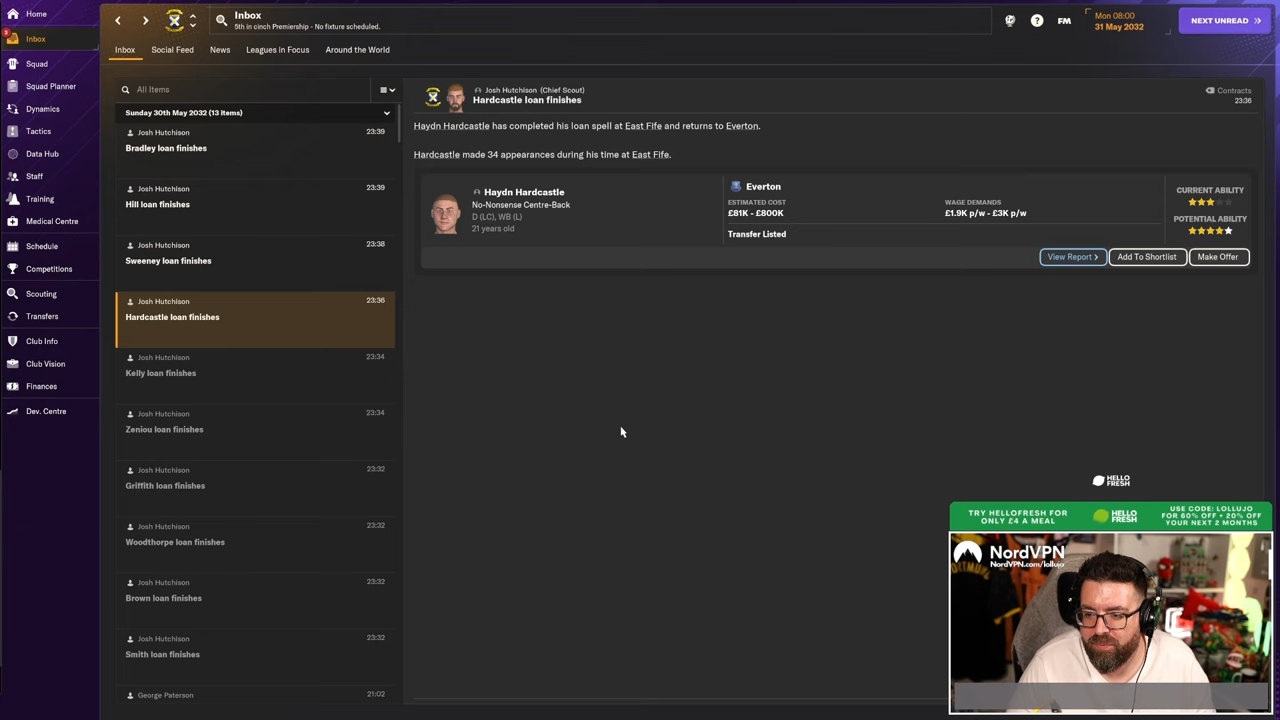 Home
3
Inbox
Squad
Squad Planner
Dynamics
Tactics
Data Hub
Staff
Training
Medical Centre
Schedule
Competitions
Scouting
Transfers
Club Info
Club Vision
Finances
Dev. Centre
Inbox
5th in cinch Premiership - No fixture scheduled.
?
FM
Mon 08:00
31 May 2032
NEXT UNREAD
Inbox
Social Feed
News
Leagues in Focus
Around the World
All Items
Sunday 30th May 2032 (13 items)
Josh Hutchison 23:39
Bradley loan finishes
Josh Hutchison 23:39
Hill loan finishes
Josh Hutchison 23:38
Sweeney loan finishes
Josh Hutchison 23:36
Hardcastle loan finishes
Josh Hutchison 23:34
Kelly loan finishes
Josh Hutchison 23:34
Zeniou loan finishes
Josh Hutchison 23:32
Griffith loan finishes
Josh Hutchison 23:32
Woodthorpe loan finishes
Josh Hutchison 23:32
Brown loan finishes
Josh Hutchison 23:32
Smith loan finishes
George Paterson 21:02
Josh Hutchison (Chief Scout)
Hardcastle loan finishes
Contracts
23:36
Haydn Hardcastle has completed his loan spell at East Fife and returns to Everton.
Hardcastle made 34 appearances during his time at East Fife.
Haydn Hardcastle
No-Nonsense Centre-Back
D (LC), WB (L)
21 years old
Everton
ESTIMATED COST
£81K - £800K
WAGE DEMANDS
£1.9K p/w - £3K p/w
Transfer Listed
CURRENT ABILITY
POTENTIAL ABILITY
View Report
Add To Shortlist
Make Offer
HELLO
FRESH
TRY HELLOFRESH FOR
ONLY £4 A MEAL
HELLO
FRESH
USE CODE: LOLLUJO
FOR 60% OFF + 20% OFF
YOUR NEXT 2 MONTHS
NordVPN
NordVPN.com/lollujo